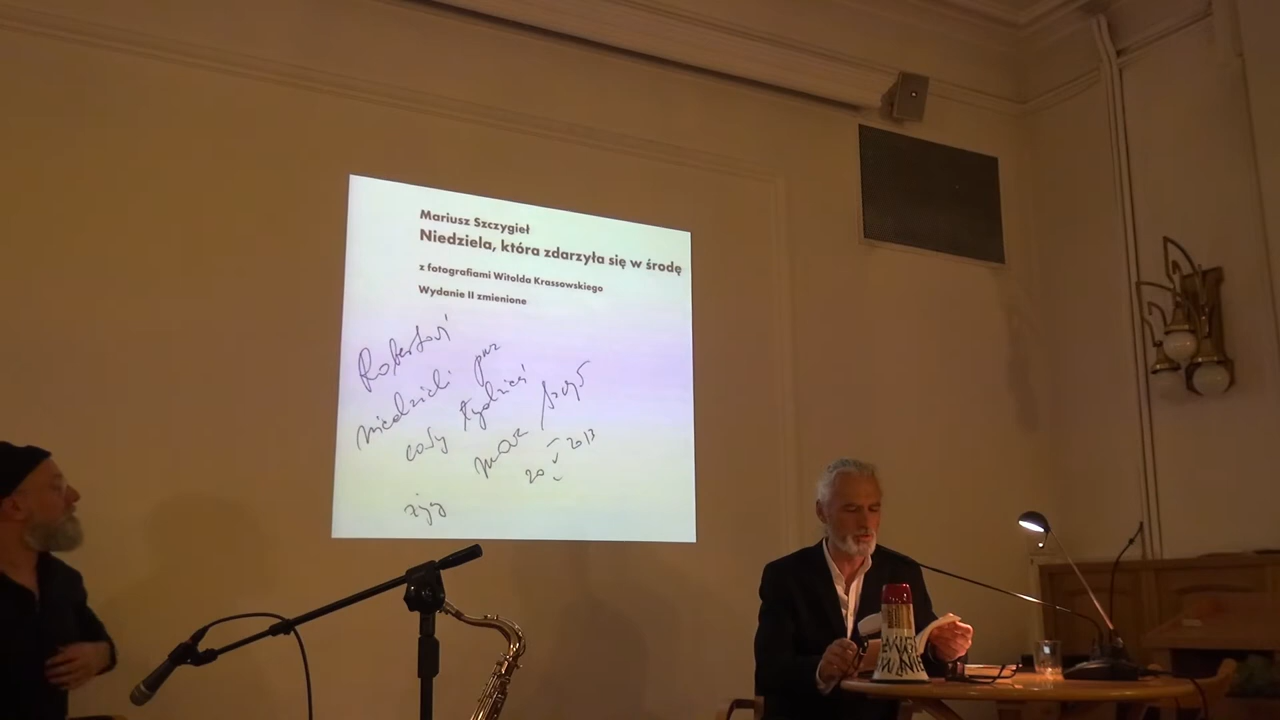 Mariusz Szczygieł
Niedziela, która zdarzyła się w środę
z fotografiami Witolda Krassowskiego
Wydanie II zmienione
Robertowi
niedzieli prz
cały tydzień
20 V 2013